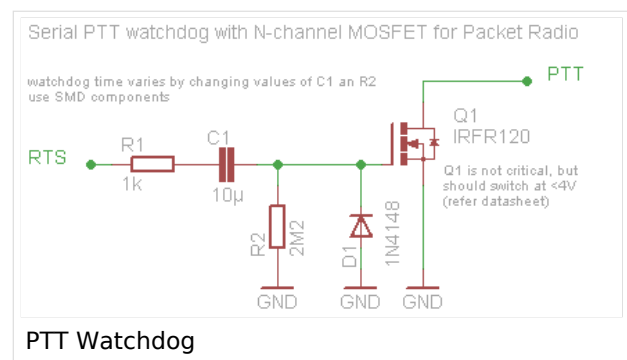 Serial PTT watchdog with N-channel MOSFET for Packet Radio
watchdog time varies by changing values of C1 an R2
use SMD components
PTT
Q1
IRFR120
Q1 is not critical, but
should switch at <4V
(refer datasheet)
RTS
R1
1k
C1
10µ
R2
2M2
D1
1N4148
GND
GND
GND
PTT Watchdog